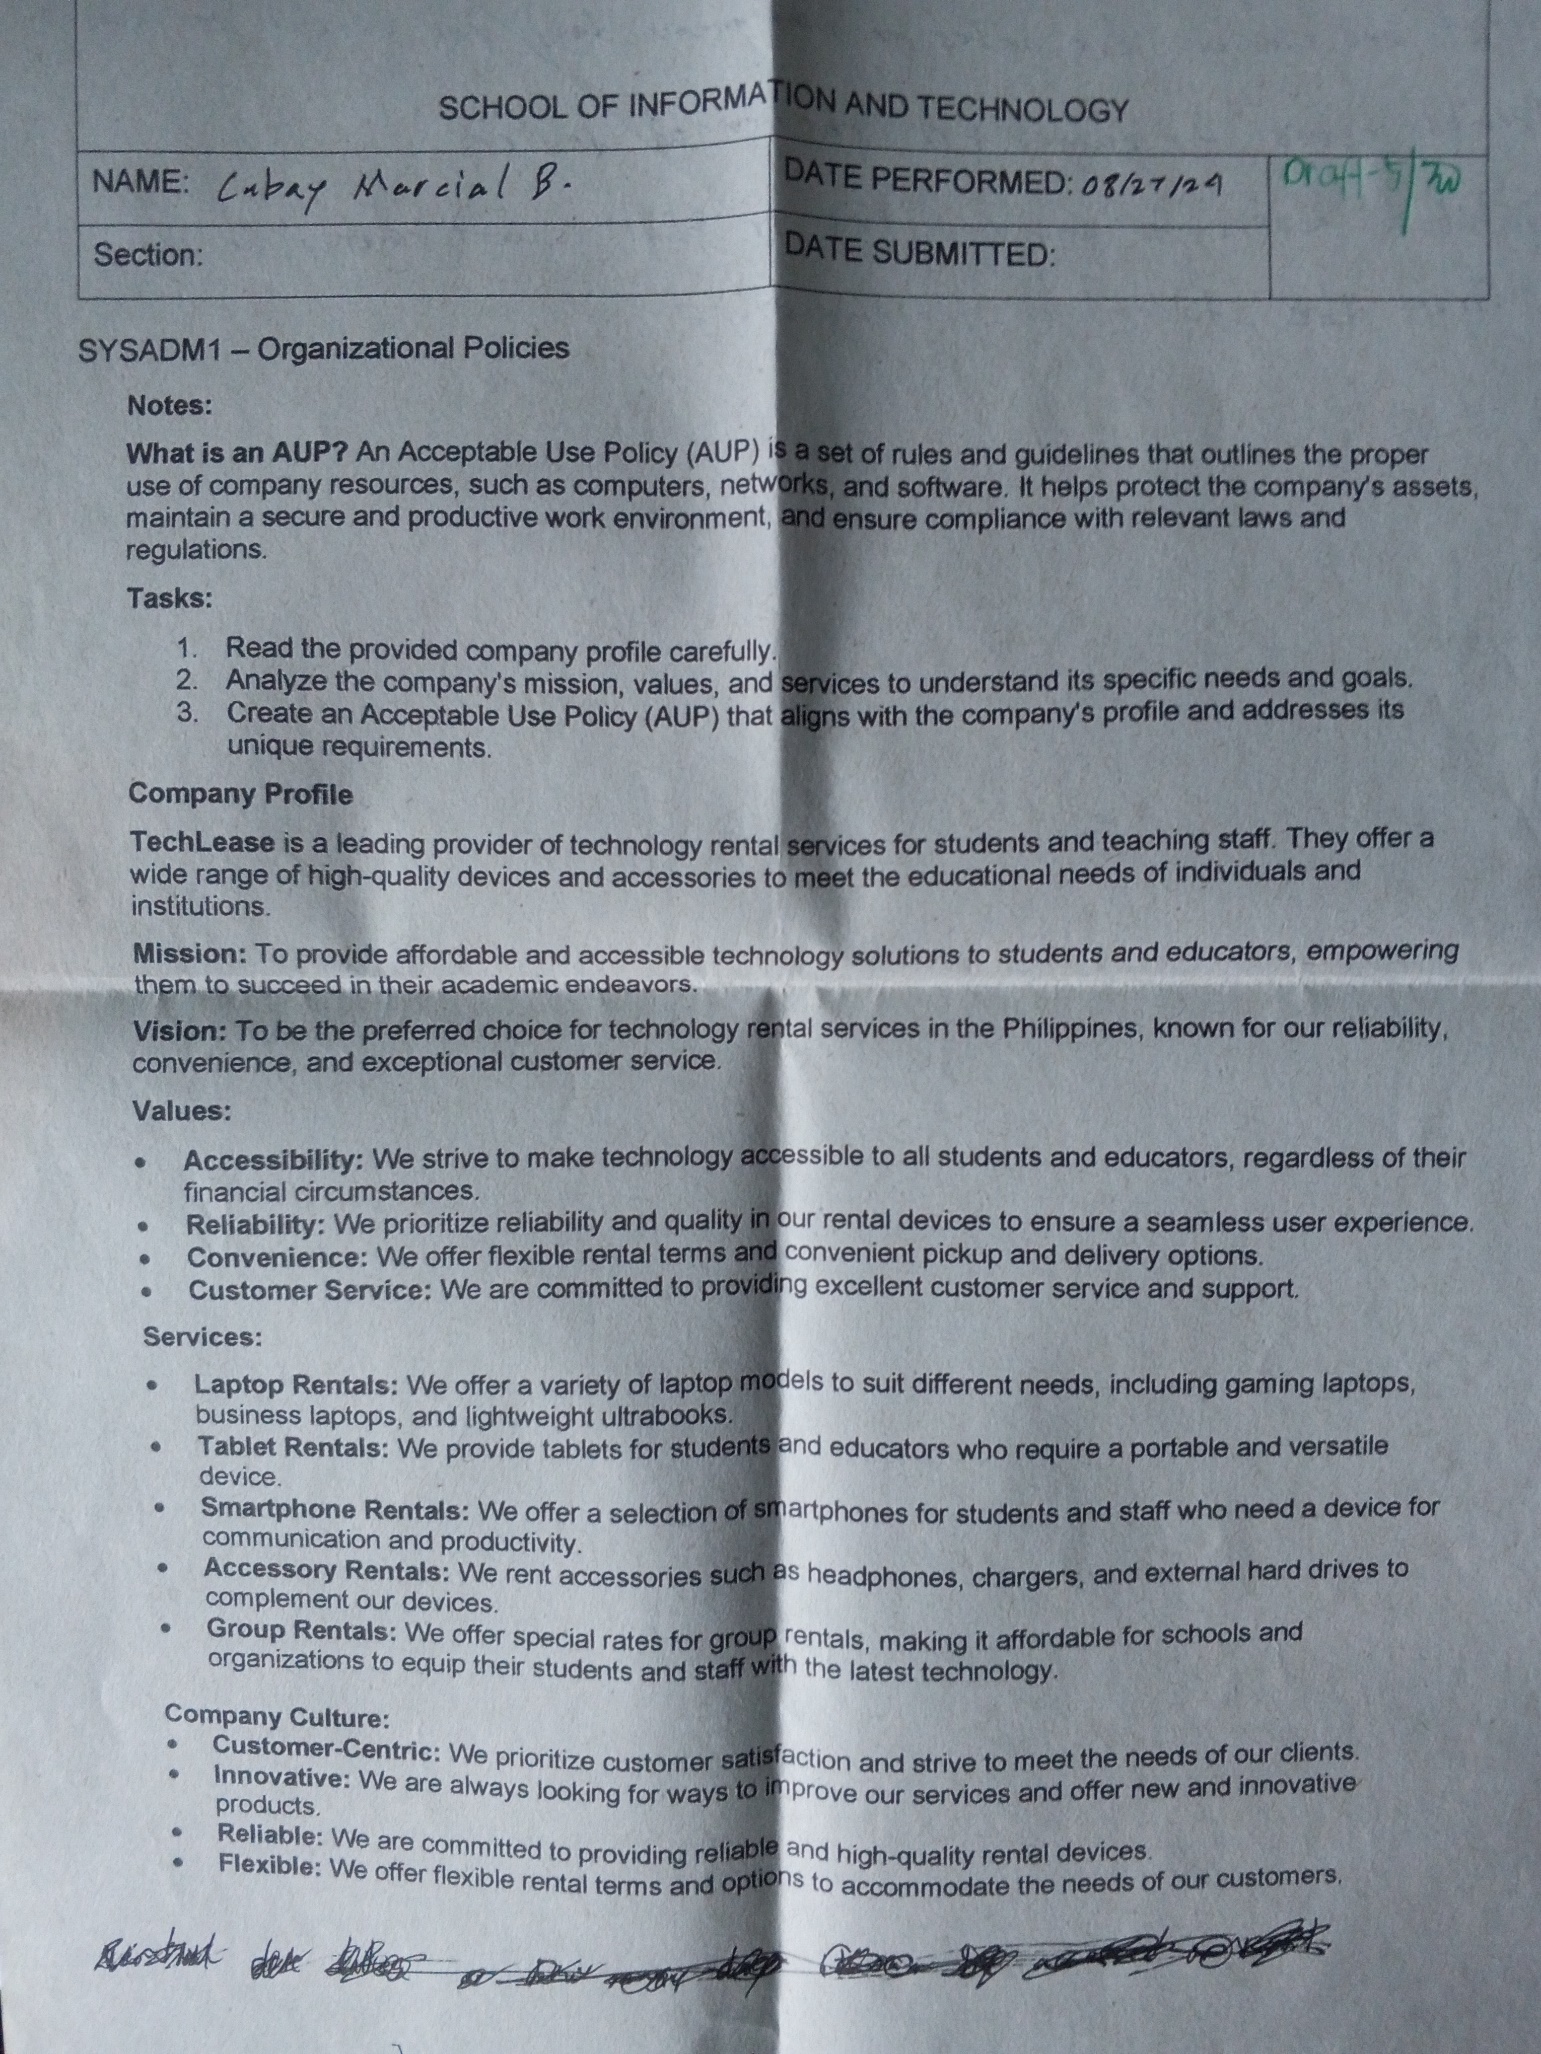 SCHOOL OF INFORMATION AND TECHNOLOGY
NAME: Cubay Marcial B.
DATE PERFORMED: 08/27/24
Draft-5/20
Section:
DATE SUBMITTED:
SYSADM1 – Organizational Policies
Notes:
What is an AUP? An Acceptable Use Policy (AUP) is a set of rules and guidelines that outlines the proper
use of company resources, such as computers, networks, and software. It helps protect the company's assets,
maintain a secure and productive work environment, and ensure compliance with relevant laws and
regulations.
Tasks:
1. Read the provided company profile carefully.
2. Analyze the company's mission, values, and services to understand its specific needs and goals.
3. Create an Acceptable Use Policy (AUP) that aligns with the company's profile and addresses its
unique requirements.
Company Profile
TechLease is a leading provider of technology rental services for students and teaching staff. They offer a
wide range of high-quality devices and accessories to meet the educational needs of individuals and
institutions.
Mission: To provide affordable and accessible technology solutions to students and educators, empowering
them to succeed in their academic endeavors.
Vision: To be the preferred choice for technology rental services in the Philippines, known for our reliability,
convenience, and exceptional customer service.
Values:
• Accessibility: We strive to make technology accessible to all students and educators, regardless of their
financial circumstances.
• Reliability: We prioritize reliability and quality in our rental devices to ensure a seamless user experience.
• Convenience: We offer flexible rental terms and convenient pickup and delivery options.
• Customer Service: We are committed to providing excellent customer service and support.
Services:
• Laptop Rentals: We offer a variety of laptop models to suit different needs, including gaming laptops,
business laptops, and lightweight ultrabooks.
• Tablet Rentals: We provide tablets for students and educators who require a portable and versatile
device.
• Smartphone Rentals: We offer a selection of smartphones for students and staff who need a device for
communication and productivity.
• Accessory Rentals: We rent accessories such as headphones, chargers, and external hard drives to
complement our devices.
• Group Rentals: We offer special rates for group rentals, making it affordable for schools and
organizations to equip their students and staff with the latest technology.
Company Culture:
• Customer-Centric: We prioritize customer satisfaction and strive to meet the needs of our clients.
• Innovative: We are always looking for ways to improve our services and offer new and innovative
products.
• Reliable: We are committed to providing reliable and high-quality rental devices.
• Flexible: We offer flexible rental terms and options to accommodate the needs of our customers.